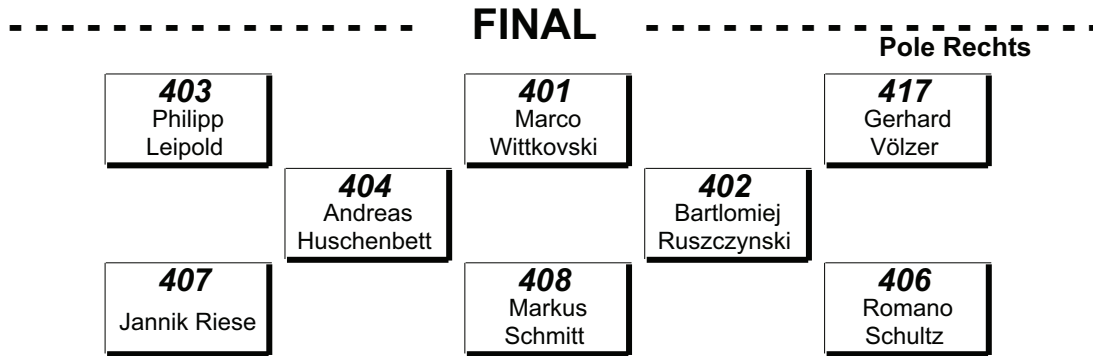 FINAL
Pole Rechts
403
Philipp
Leipold
401
Marco
Wittkovski
417
Gerhard
Völzer
404
Andreas
Huschenbett
402
Bartlomiej
Ruszczynski
407
Jannik Riese
408
Markus
Schmitt
406
Romano
Schultz